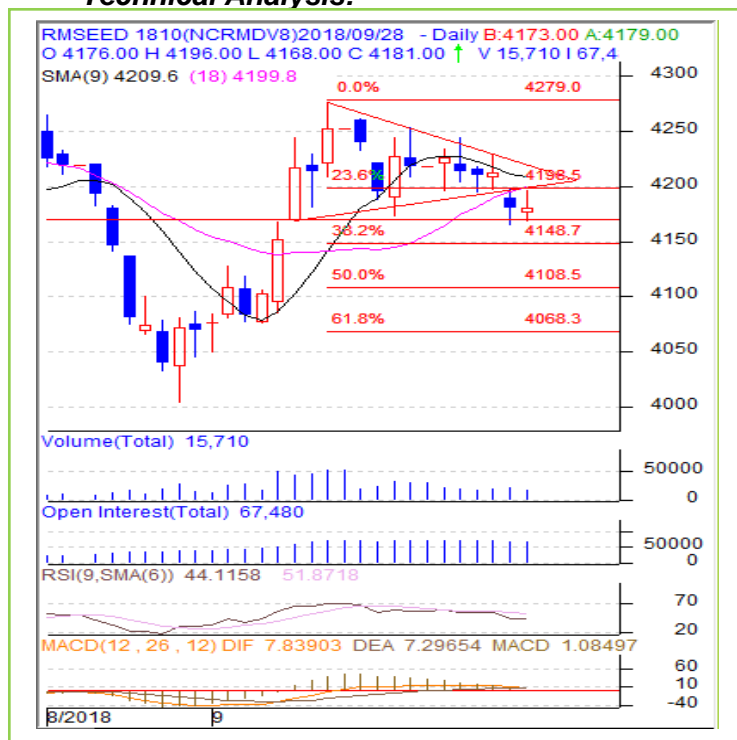 Technical Analysis:
RMSEED 1810(NCRMDV8)2018/09/28 - Daily B:4173.00 A:4179.00
O 4176.00 H 4196.00 L 4168.00 C 4181.00 ↑ V 15,710 I 67,4
SMA(9) 4209.6 (18) 4199.8
4300
0.0% 4279.0
4250
23.6% 4198.5
4200
38.2% 4148.7
4150
50.0% 4108.5
4100
61.8% 4068.3
4050
4000
Volume(Total) 15,710
50000
0
Open Interest(Total) 67,480
50000
0
RSI(9,SMA(6)) 44.1158 51.8718
70
20
MACD(12 , 26 , 12) DIF 7.83903 DEA 7.29654 MACD 1.08497
60
10
-40
8/2018 9